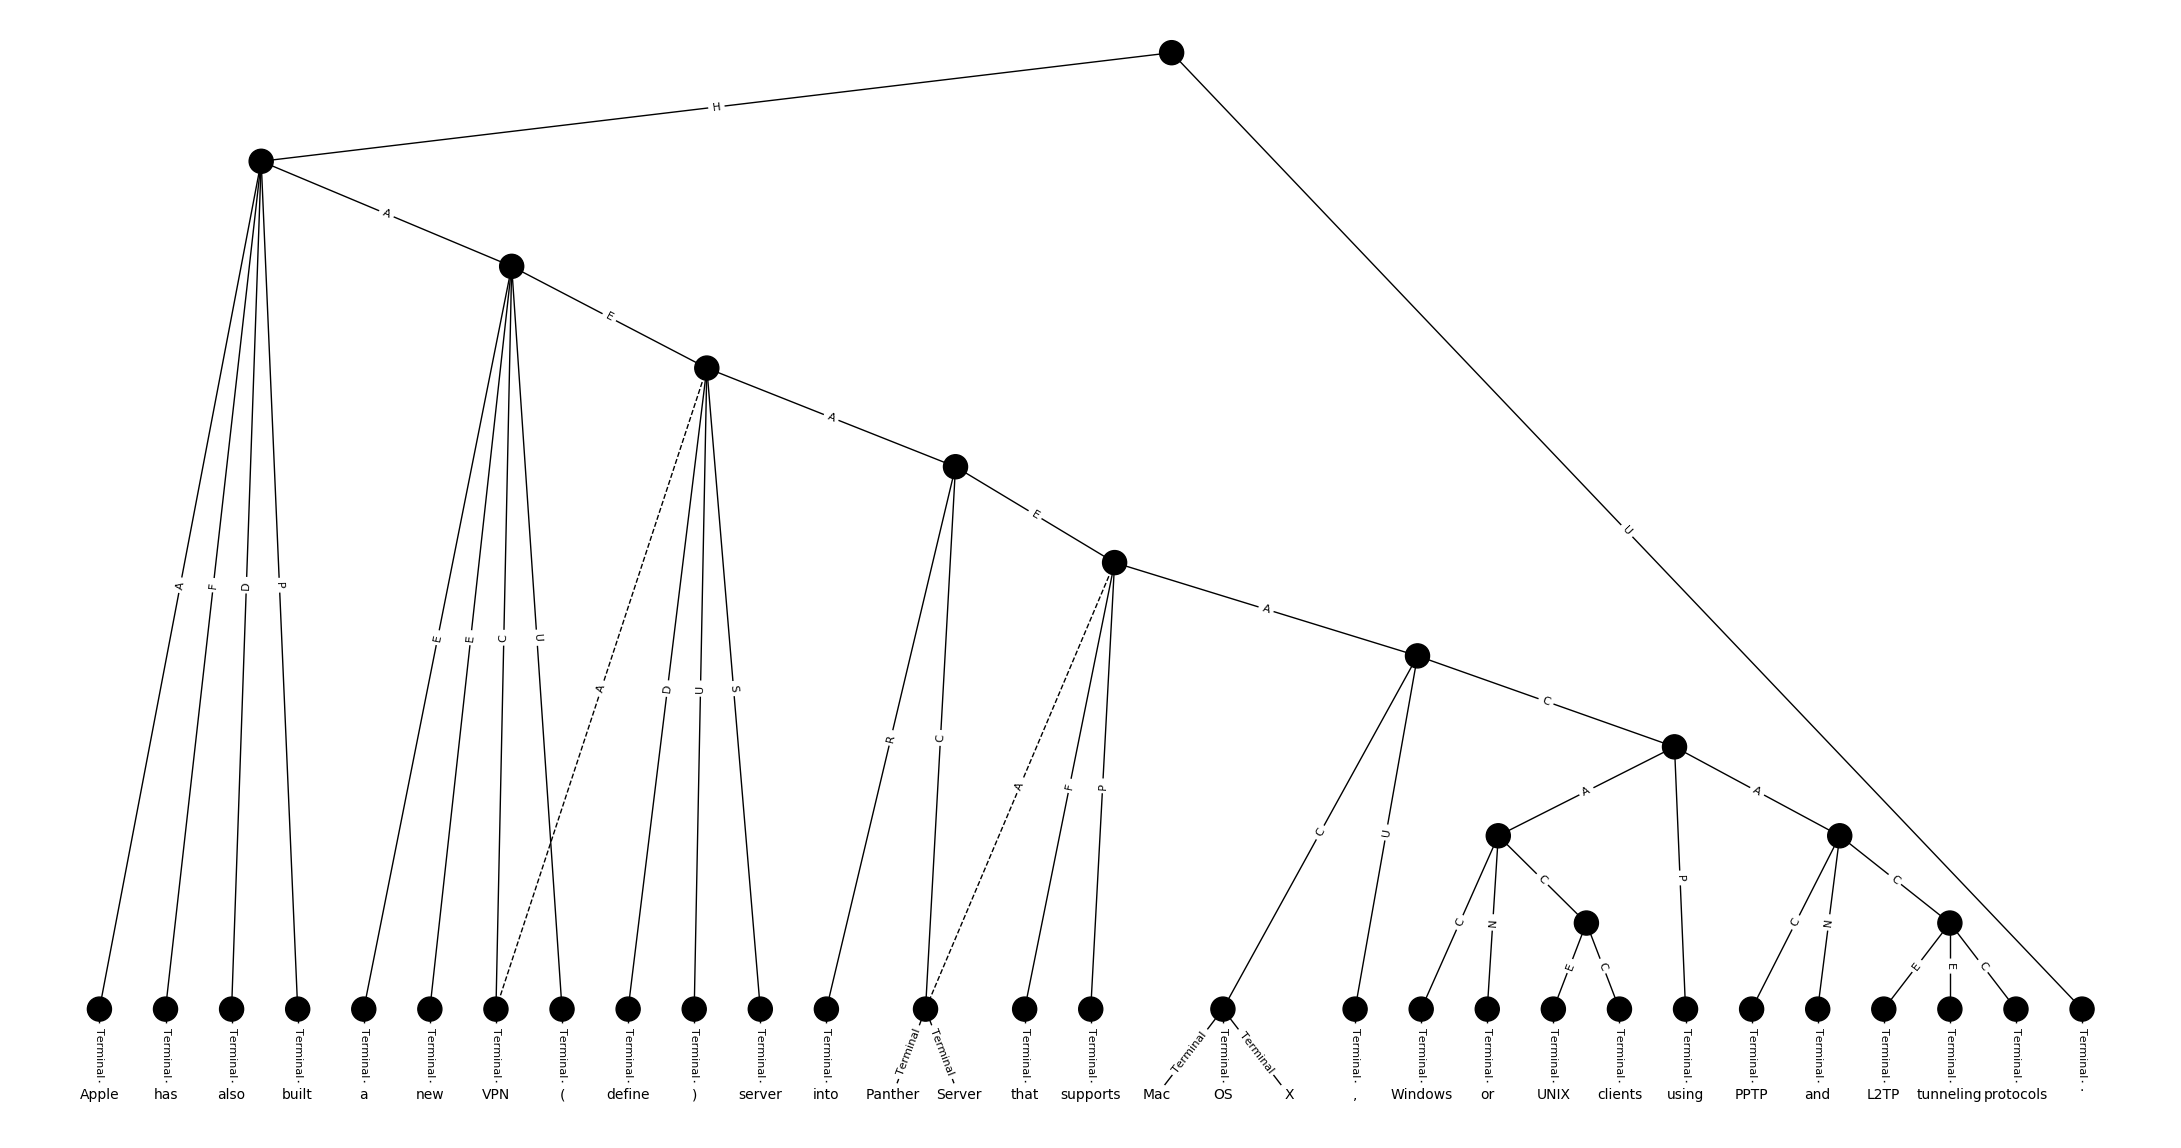 H
A
E
A
E
U
A F D P
A
E E C U
A D U S
C
R C
A F P
A
A
C U
P
C
C
C N
C N
E C
E E C
Terminal Terminal Terminal Terminal Terminal Terminal Terminal Terminal Terminal Terminal Terminal Terminal Terminal Terminal Terminal Terminal Terminal Terminal Terminal Terminal Terminal Terminal Terminal Terminal Terminal Terminal Terminal Terminal Terminal Terminal Terminal
Apple has also built a new VPN ( define ) server into Panther Server that supports Mac OS X , Windows or UNIX clients using PPTP and L2TP tunneling protocols .